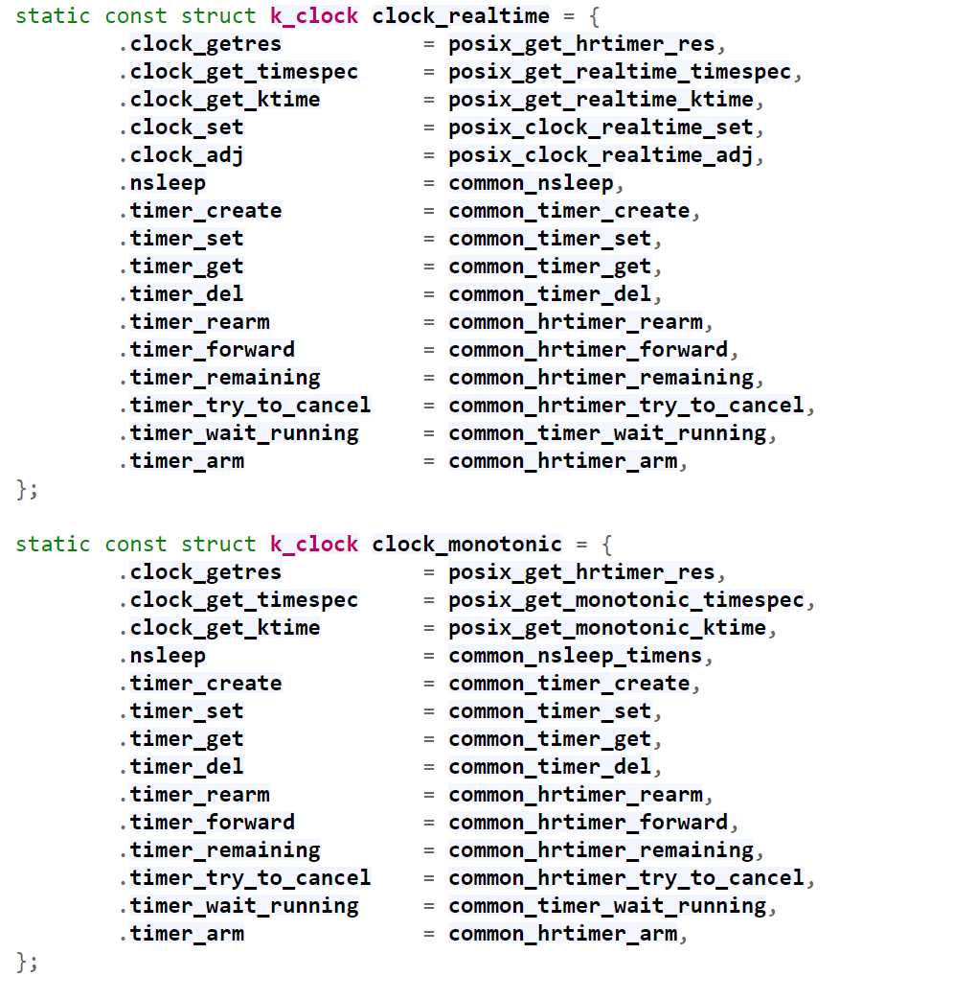 static const struct k_clock clock_realtime = {
        .clock_getres           = posix_get_hrtimer_res,
        .clock_get_timespec     = posix_get_realtime_timespec,
        .clock_get_ktime        = posix_get_realtime_ktime,
        .clock_set              = posix_clock_realtime_set,
        .clock_adj              = posix_clock_realtime_adj,
        .nsleep                 = common_nsleep,
        .timer_create           = common_timer_create,
        .timer_set              = common_timer_set,
        .timer_get              = common_timer_get,
        .timer_del              = common_timer_del,
        .timer_rearm            = common_hrtimer_rearm,
        .timer_forward          = common_hrtimer_forward,
        .timer_remaining        = common_hrtimer_remaining,
        .timer_try_to_cancel    = common_hrtimer_try_to_cancel,
        .timer_wait_running     = common_timer_wait_running,
        .timer_arm              = common_hrtimer_arm,
};

static const struct k_clock clock_monotonic = {
        .clock_getres           = posix_get_hrtimer_res,
        .clock_get_timespec     = posix_get_monotonic_timespec,
        .clock_get_ktime        = posix_get_monotonic_ktime,
        .nsleep                 = common_nsleep_timens,
        .timer_create           = common_timer_create,
        .timer_set              = common_timer_set,
        .timer_get              = common_timer_get,
        .timer_del              = common_timer_del,
        .timer_rearm            = common_hrtimer_rearm,
        .timer_forward          = common_hrtimer_forward,
        .timer_remaining        = common_hrtimer_remaining,
        .timer_try_to_cancel    = common_hrtimer_try_to_cancel,
        .timer_wait_running     = common_timer_wait_running,
        .timer_arm              = common_hrtimer_arm,
};